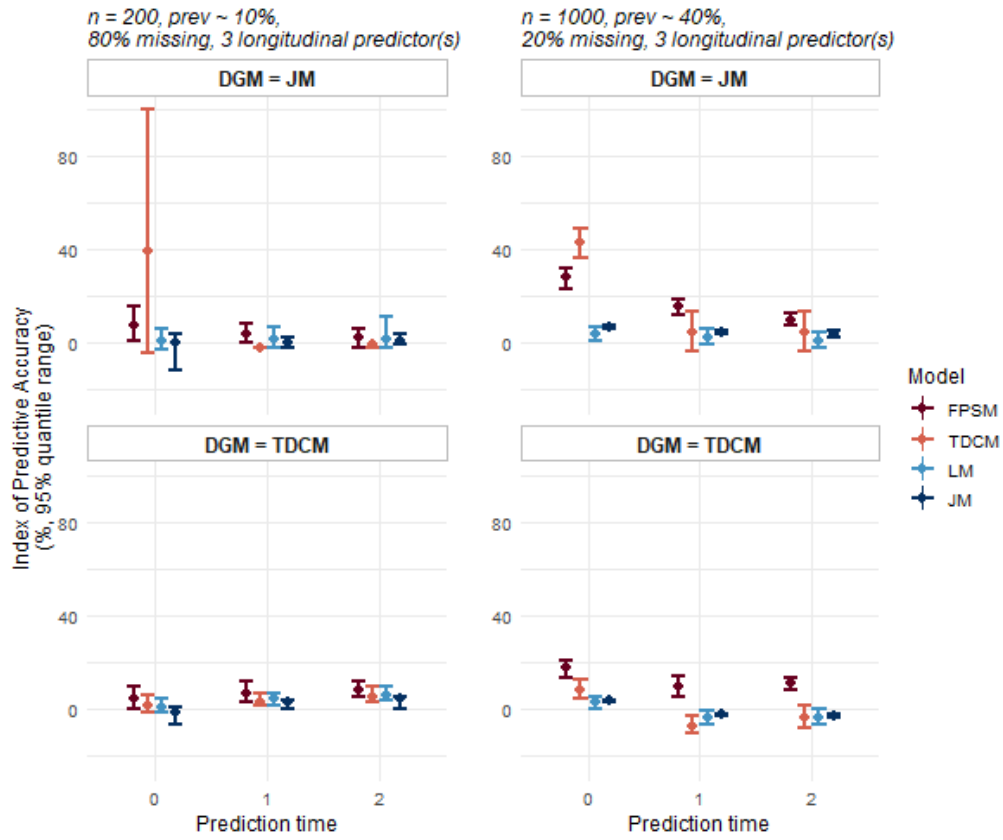 n = 200, prev ~ 10%,
80% missing, 3 longitudinal predictor(s)
n = 1000, prev ~ 40%,
20% missing, 3 longitudinal predictor(s)
DGM = JM
DGM = JM
80
40
0
80
40
0
DGM = TDCM
DGM = TDCM
80
40
0
80
40
0
0
1
2
0
1
2
Prediction time
Prediction time
Index of Predictive Accuracy
(%, 95% quantile range)
Model
FPSM
TDCM
LM
JM